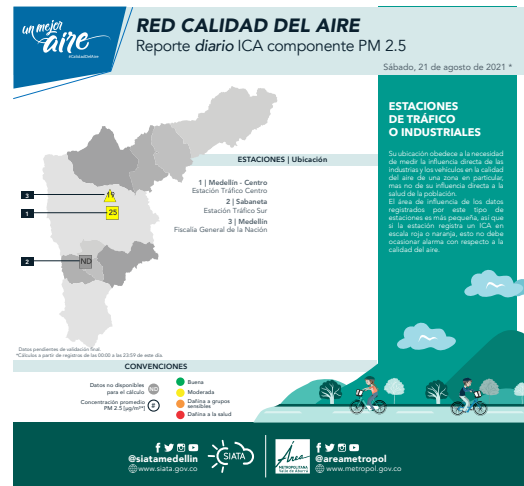 un mejor
aire
#CalidadDelAire
RED CALIDAD DEL AIRE
Reporte diario ICA componente PM 2.5
Sábado, 21 de agosto de 2021 *
ESTACIONES
DE TRÁFICO
O INDUSTRIALES
Su ubicación obedece a la necesidad
de medir la influencia directa de las
industrias y los vehículos en la calidad
del aire de una zona en particular,
mas no de su influencia directa a la
salud de la población.
El área de influencia de los datos
registrados por este tipo de
estaciones es más pequeña, así que
si la estación registra un ICA en
escala roja o naranja, esto no debe
ocasionar alarma con respecto a la
calidad del aire.
ESTACIONES | Ubicación
1 | Medellín - Centro
Estación Tráfico Centro
2 | Sabaneta
Estación Tráfico Sur
3 | Medellín
Fiscalía General de la Nación
3
19
1
25
2
ND
Datos pendientes de validación final.
*Cálculos a partir de registros de las 00:00 a las 23:59 de este día.
CONVENCIONES
Datos no disponibles
para el cálculo
ND
Concentración promedio
PM 2.5 [µg/m³*]
#
Buena
Moderada
Dañina a grupos
sensibles
Dañina a la salud
@siatamedellin
www.siata.gov.co
SIATA
Área
METROPOLITANA
Valle de Aburrá
@areametropol
www.metropol.gov.co